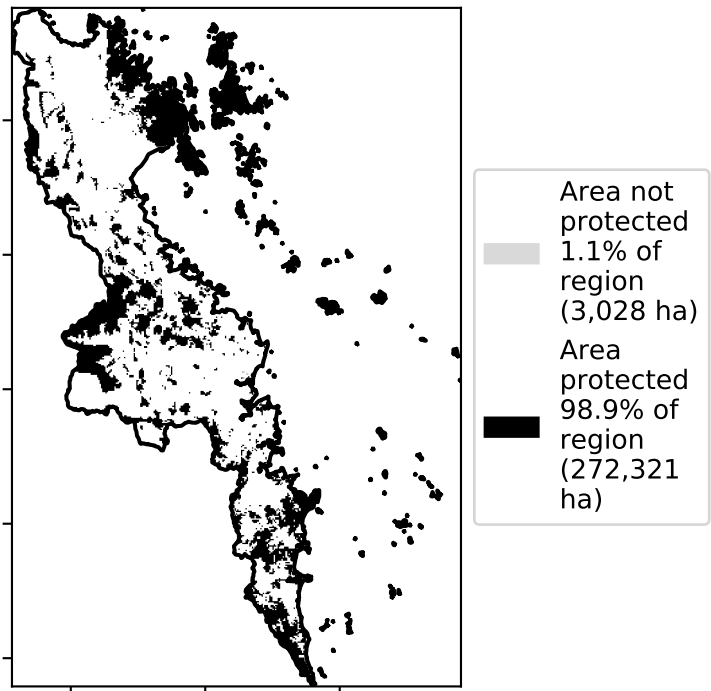 Area not
protected
1.1% of
region
(3,028 ha)
Area
protected
98.9% of
region
(272,321
ha)